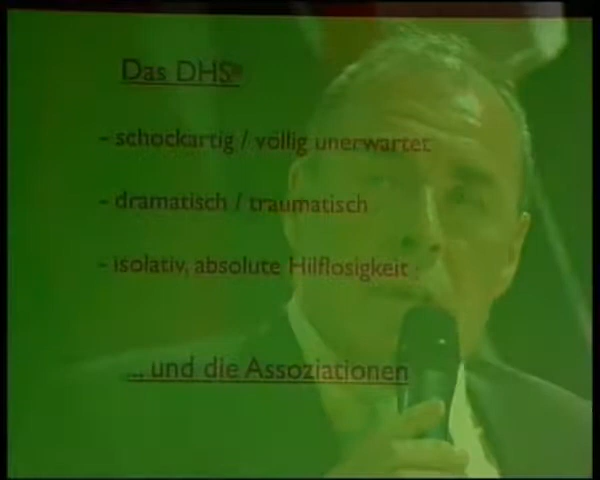 Das DHS®
- schockartig / völlig unerwartet
- dramatisch / traumatisch
- isolativ, absolute Hilflosigkeit
... und die Assoziationen